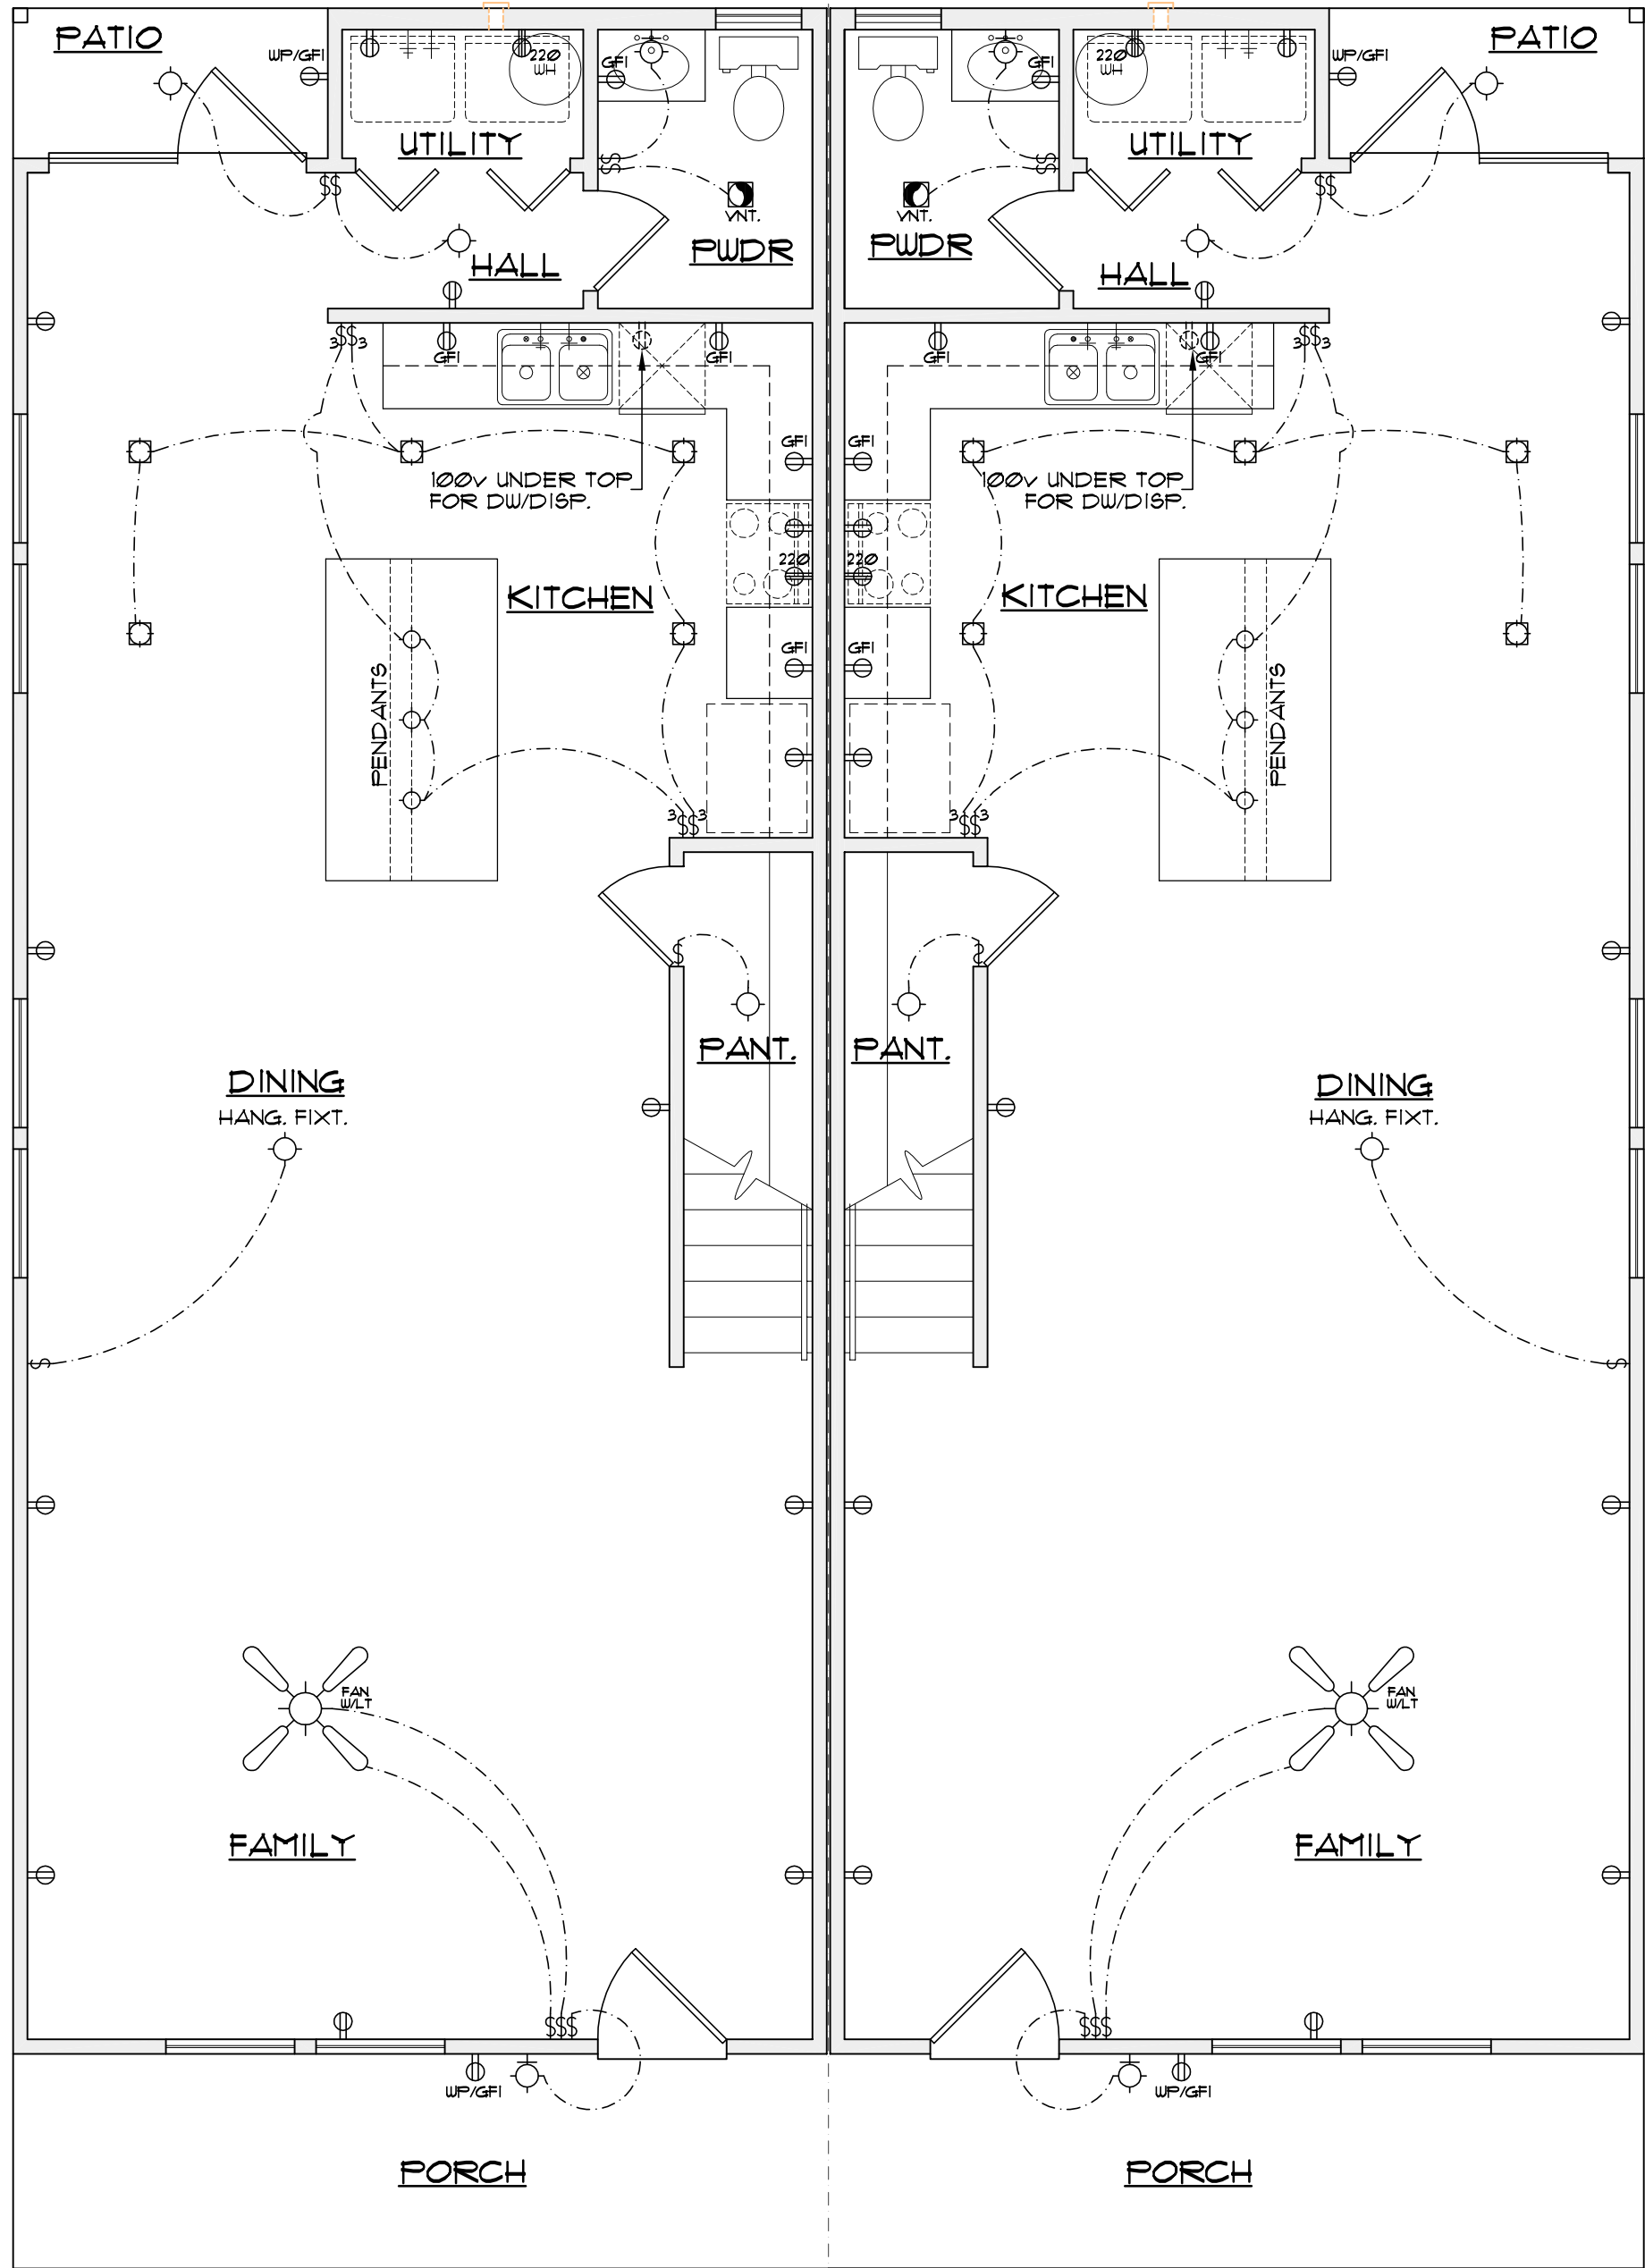 PATIO
PATIO
WP/GFI
220
WH
GFI
GFI
220
WH
WP/GFI
UTILITY
UTILITY
$$
$$
$$
$$
VNT.
VNT.
PWDR
PWDR
HALL
HALL
3$$3
3$$3
GFI
GFI
GFI
GFI
GFI
GFI
100v UNDER TOP
FOR DW/DISP.
100v UNDER TOP
FOR DW/DISP.
220
220
KITCHEN
KITCHEN
GFI
GFI
PENDANTS
PENDANTS
3$$3
3$$3
$
$
PANT.
PANT.
DINING
HANG. FIXT.
DINING
HANG. FIXT.
$
$
FAN
W/LT
FAN
W/LT
FAMILY
FAMILY
$$$
$$$
WP/GFI
WP/GFI
PORCH
PORCH